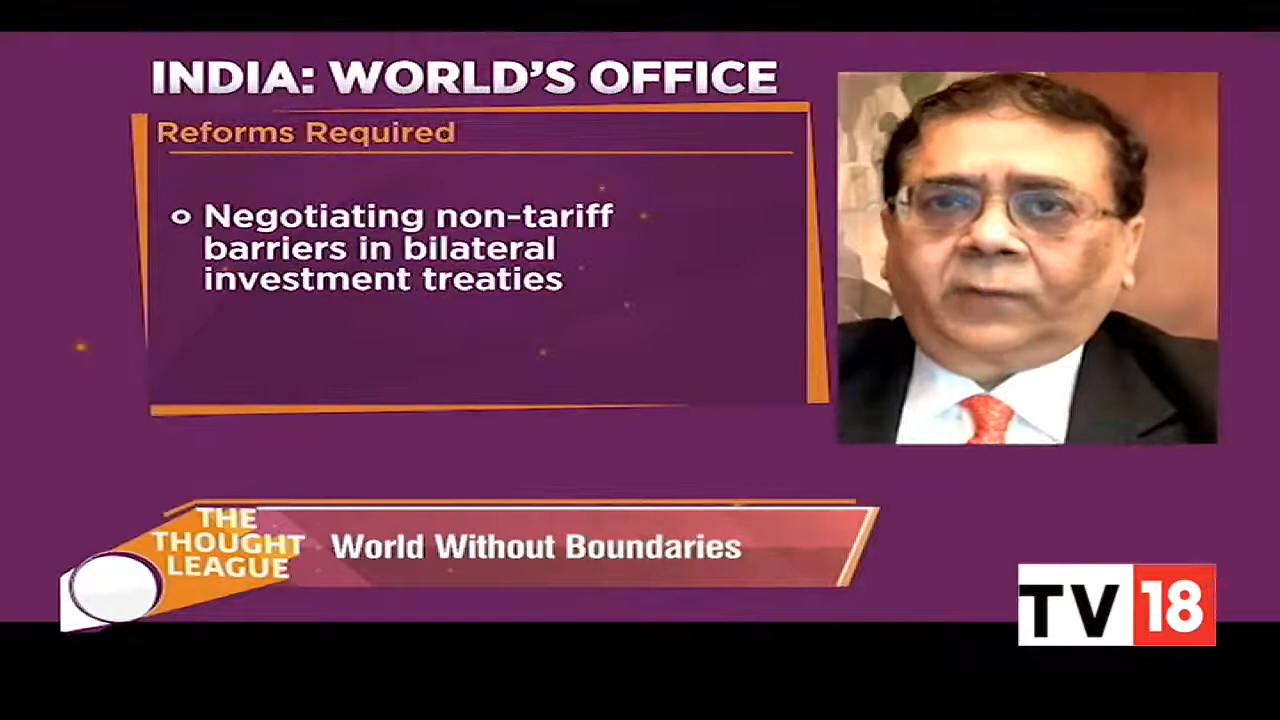 INDIA: WORLD'S OFFICE
Reforms Required
Negotiating non-tariff
barriers in bilateral
investment treaties
THE
THOUGHT
LEAGUE
World Without Boundaries
TV18